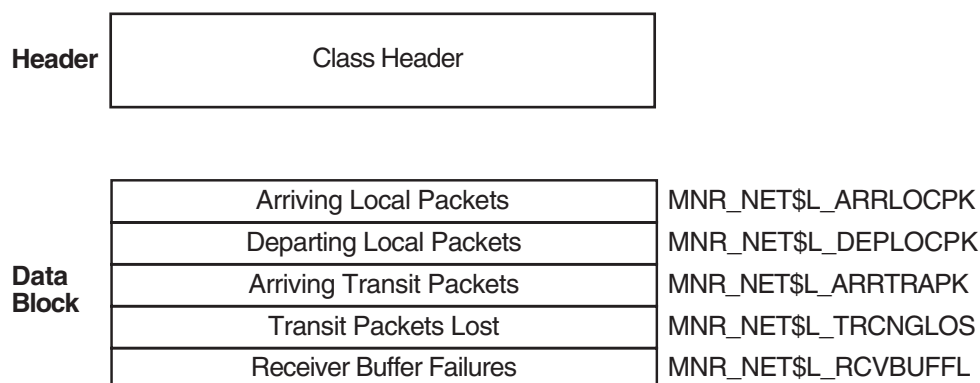 Header
Class Header
Arriving Local Packets MNR_NET$L_ARRLOCPK
Departing Local Packets MNR_NET$L_DEPLOCPK
Data
Block
Arriving Transit Packets MNR_NET$L_ARRTRAPK
Transit Packets Lost MNR_NET$L_TRCNGLOS
Receiver Buffer Failures MNR_NET$L_RCVBUFFL